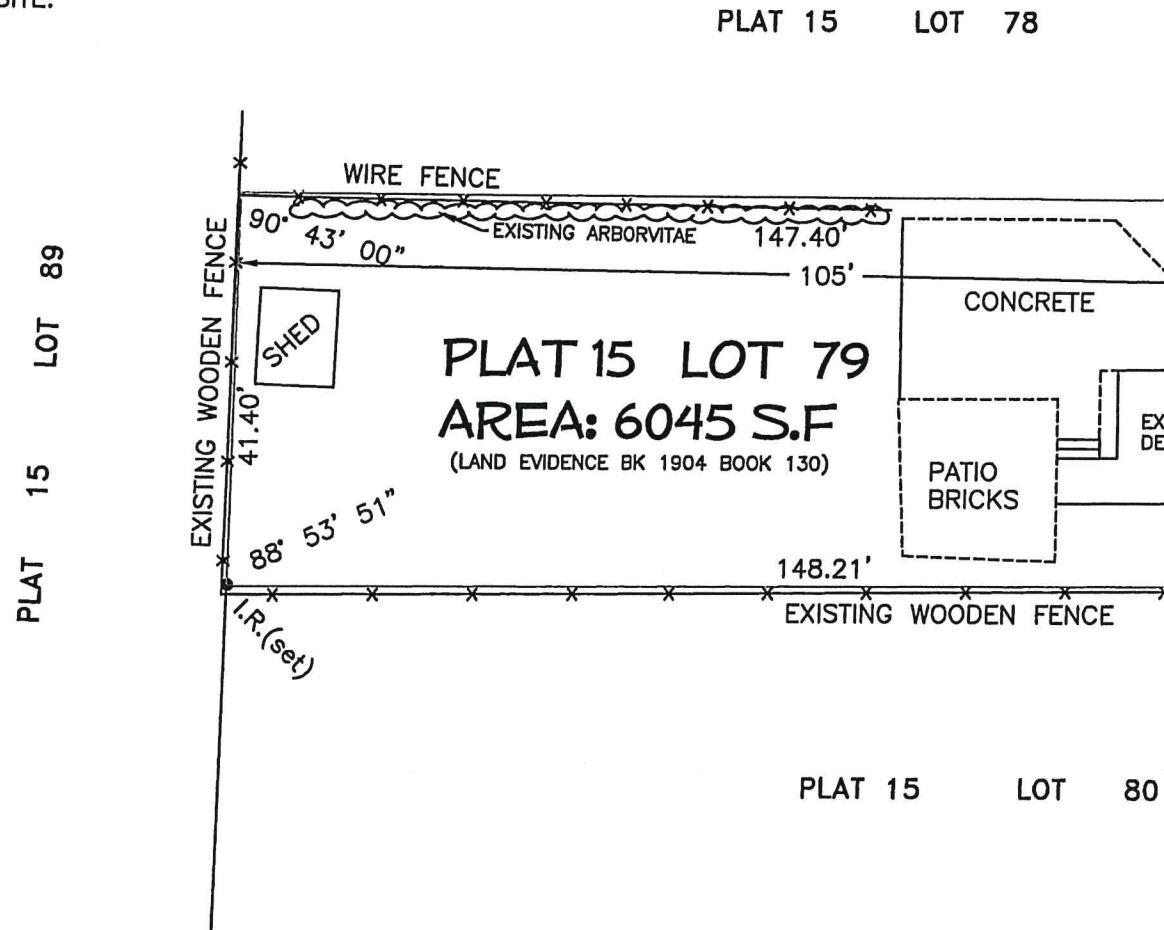 SITE.
PLAT 15 LOT 78
WIRE FENCE
90° 43' 00"
EXISTING ARBORVITAE
147.40'
105'
CONCRETE
EXISTING WOODEN FENCE
PLAT 15 LOT 89
SHED
41.40'
PLAT 15 LOT 79
AREA: 6045 S.F
(LAND EVIDENCE BK 1904 BOOK 130)
EX
DE
PATIO
BRICKS
88° 53' 51"
148.21'
I.R.(set)
EXISTING WOODEN FENCE
PLAT 15 LOT 80